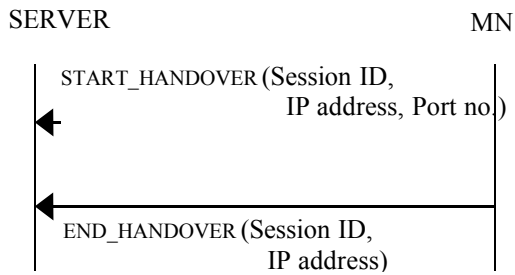 SERVER
MN
START_HANDOVER (Session ID,
IP address, Port no.)
END_HANDOVER (Session ID,
IP address)